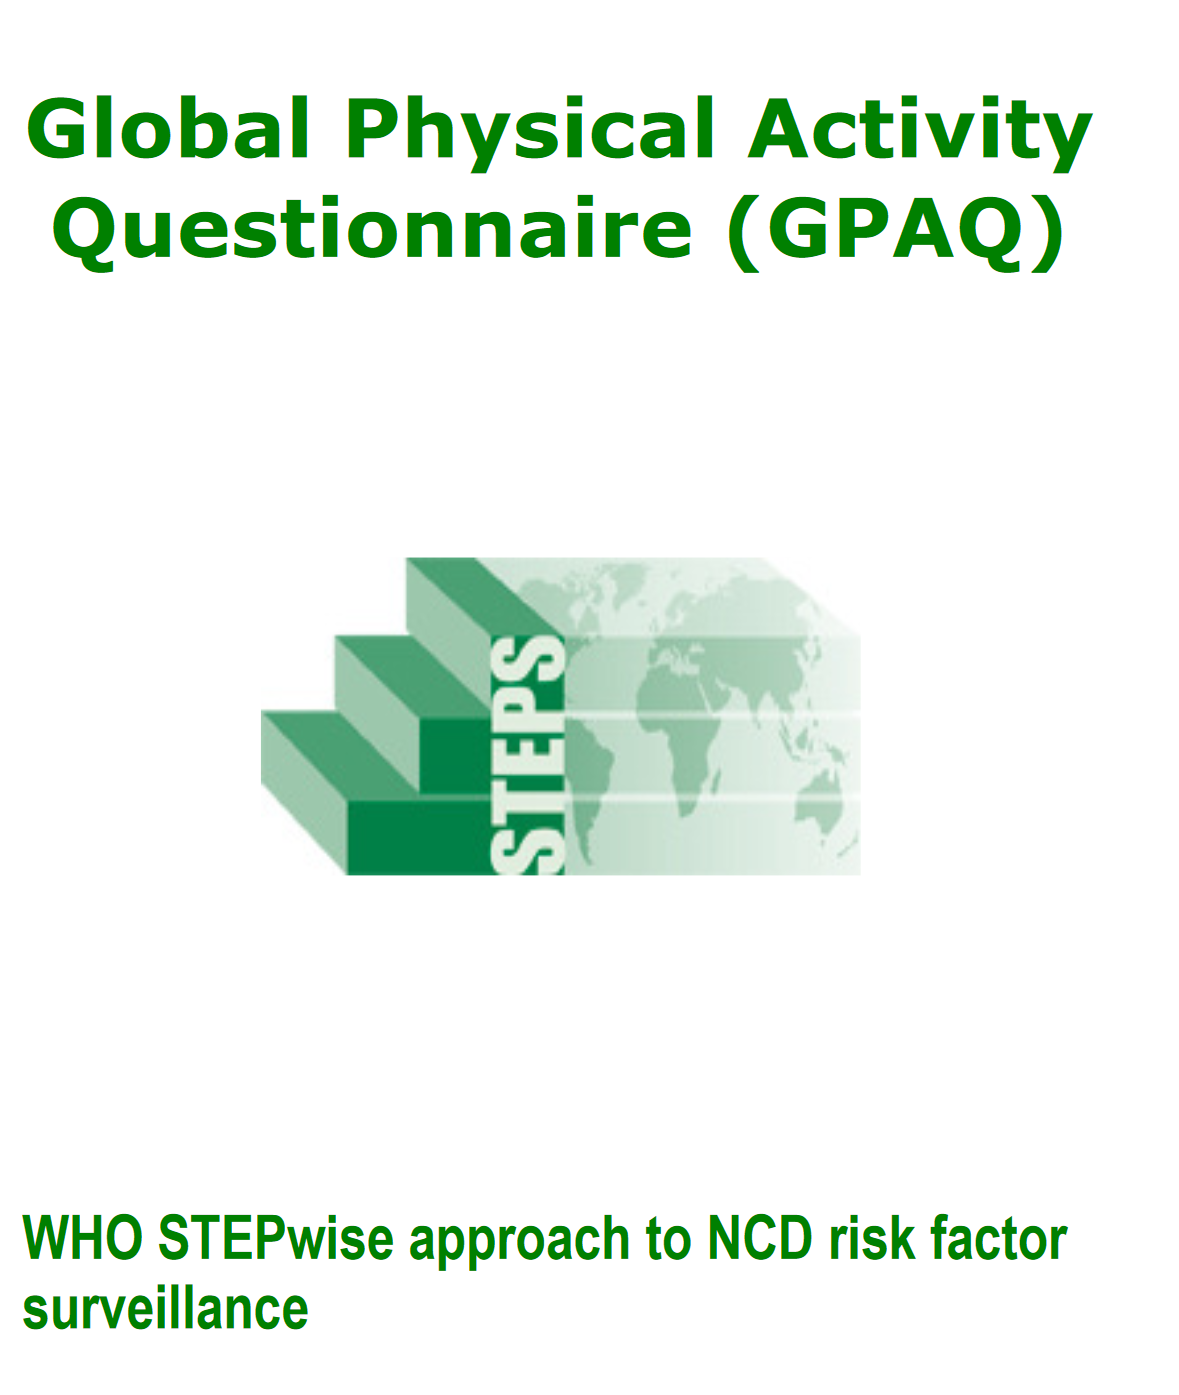 Global Physical Activity
Questionnaire (GPAQ)
STEPS
WHO STEPwise approach to NCD risk factor
surveillance